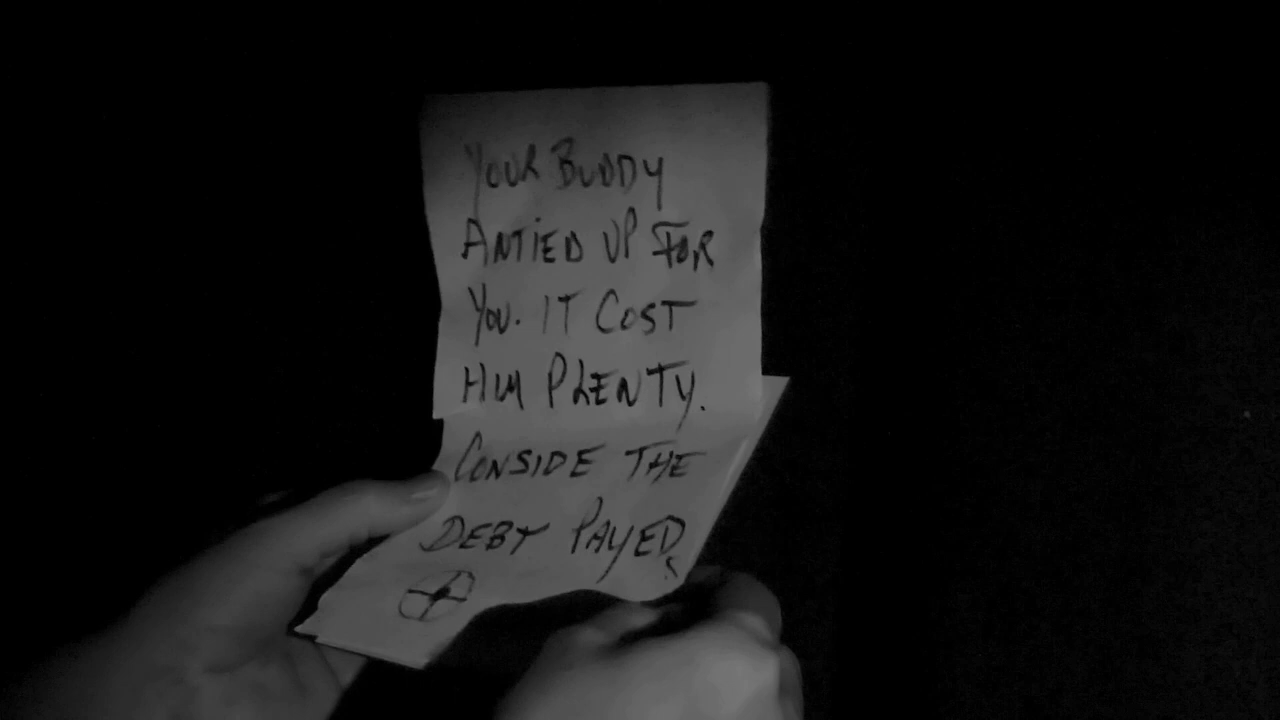 YOUR BUDDY
ANTIED UP FOR
YOU. IT COST
HIM PLENTY.
CONSIDE THE
DEBT PAYED